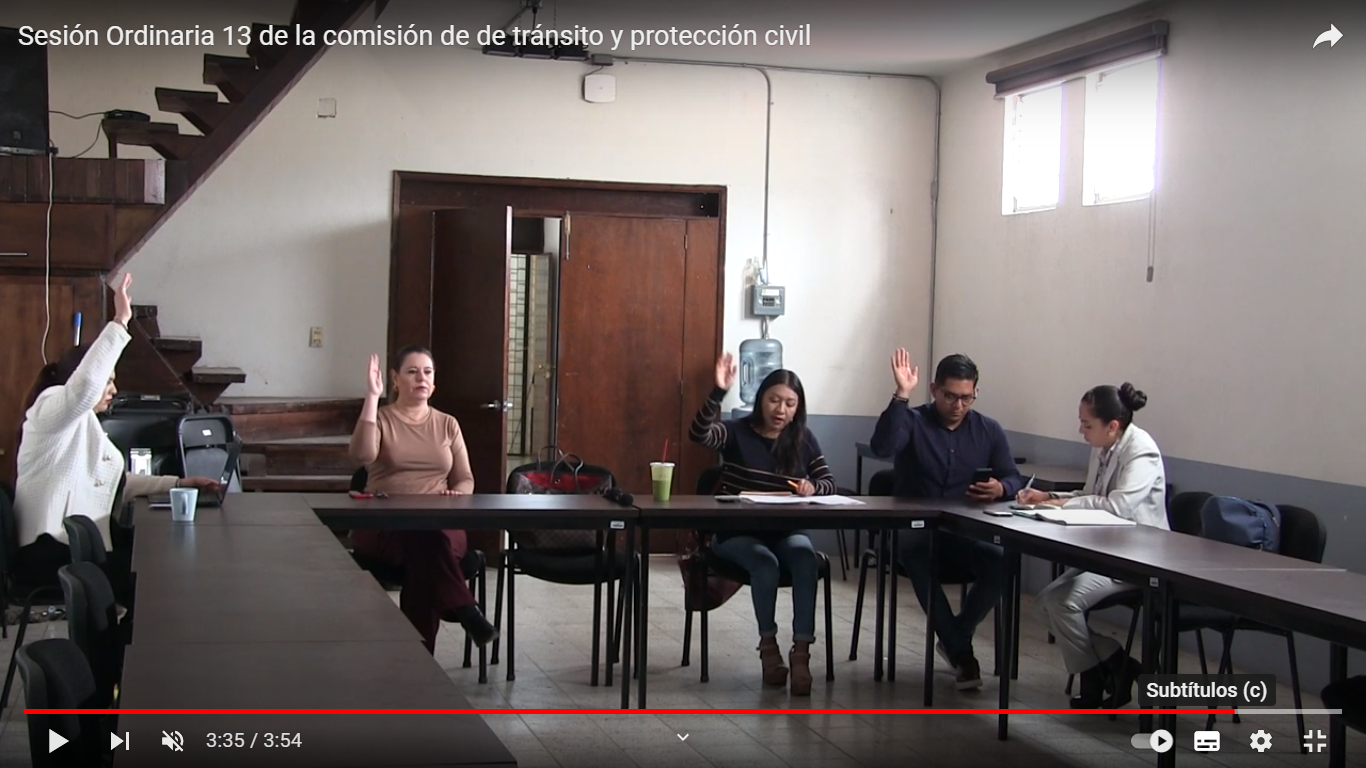 Sesión Ordinaria 13 de la comisión de de tránsito y protección civil
Subtítulos (c)
3:35 / 3:54